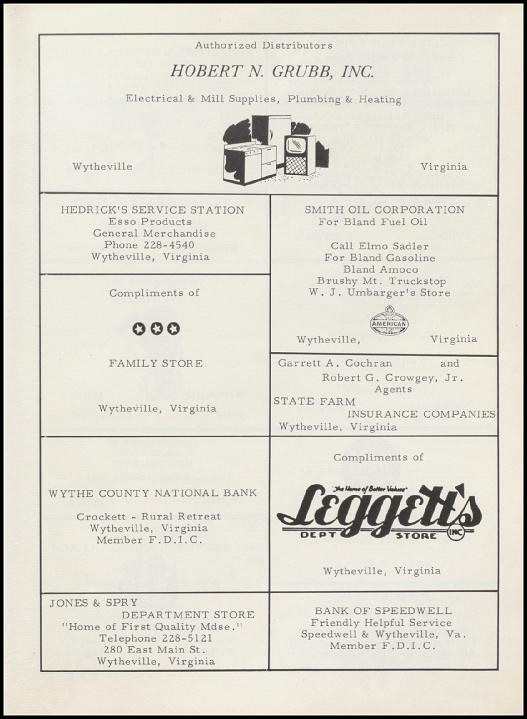 Authorized Distributors
HOBERT N. GRUBB, INC.
Electrical & Mill Supplies, Plumbing & Heating
Wytheville Virginia
HEDRICK'S SERVICE STATION
Esso Products
General Merchandise
Phone 228-4540
Wytheville, Virginia
SMITH OIL CORPORATION
For Bland Fuel Oil
Call Elmo Sadler
For Bland Gasoline
Bland Amoco
Brushy Mt. Truckstop
W. J. Umbarger's Store
AMERICAN
Wytheville, Virginia
Compliments of
FAMILY STORE
Wytheville, Virginia
Garrett A. Cochran and
Robert G. Crowgey, Jr.
Agents
STATE FARM
INSURANCE COMPANIES
Wytheville, Virginia
WYTHE COUNTY NATIONAL BANK
Crockett - Rural Retreat
Wytheville, Virginia
Member F.D.I.C.
Compliments of
"The Home of Better Values"
Leggett's
DEPT STORE INC
Wytheville, Virginia
JONES & SPRY
DEPARTMENT STORE
"Home of First Quality Mdse."
Telephone 228-5121
280 East Main St.
Wytheville, Virginia
BANK OF SPEEDWELL
Friendly Helpful Service
Speedwell & Wytheville, Va.
Member F.D.I.C.